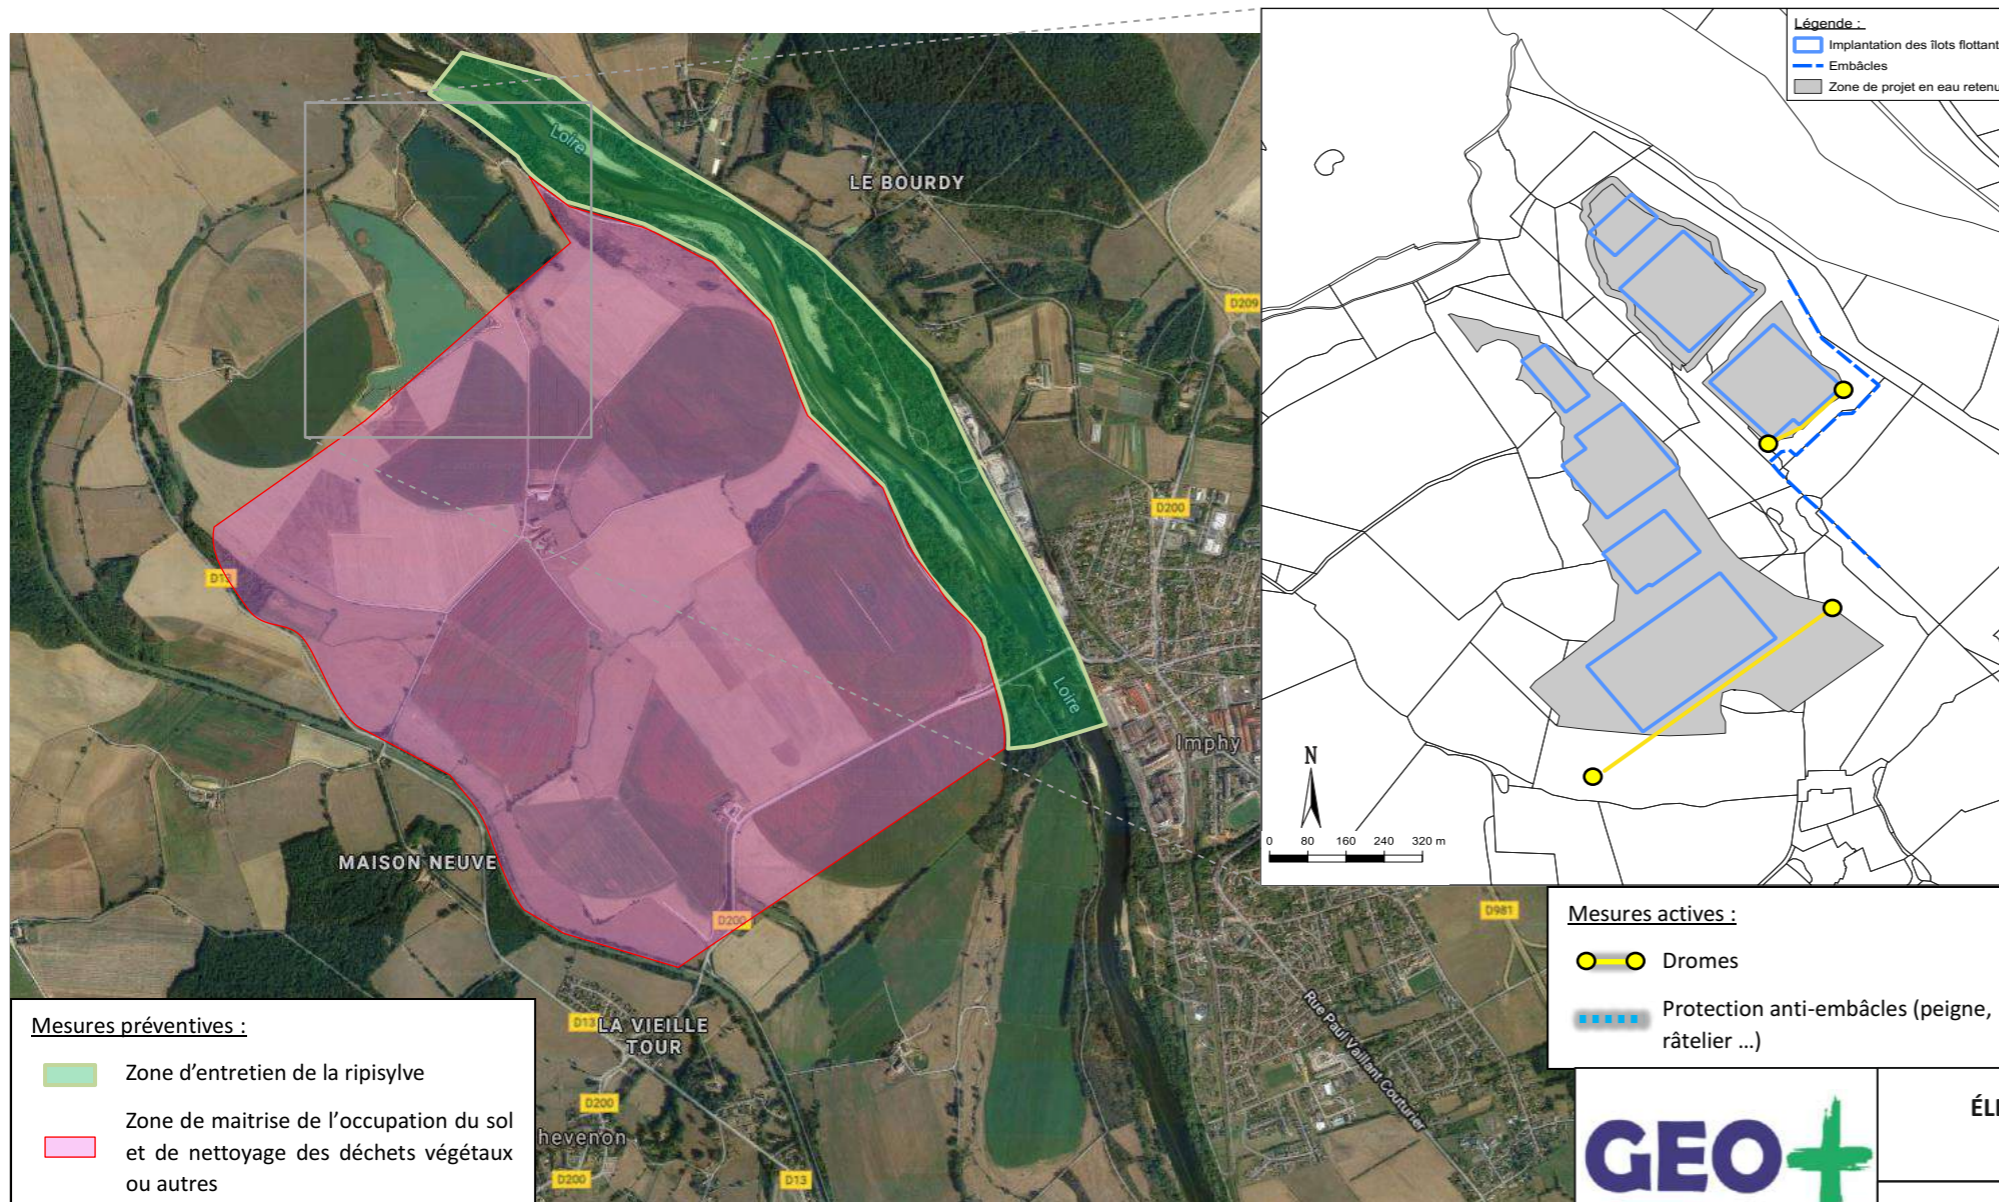 Légende :
Implantation des îlots flottant
Embâcles
Zone de projet en eau retenu
Loire
LE BOURDY
D209
D200
D13
Loire
Imphy
N
0 80 160 240 320 m
MAISON NEUVE
D200
D981
Mesures actives :
Dromes
Protection anti-embâcles (peigne,
râtelier ...)
Mesures préventives :
Zone d'entretien de la ripisylve
Zone de maitrise de l'occupation du sol
et de nettoyage des déchets végétaux
ou autres
D13
LA VIEILLE
TOUR
Rue Paul Vaillant Couturier
D200
hevenon
D200
D13
GEO+
ÉLI